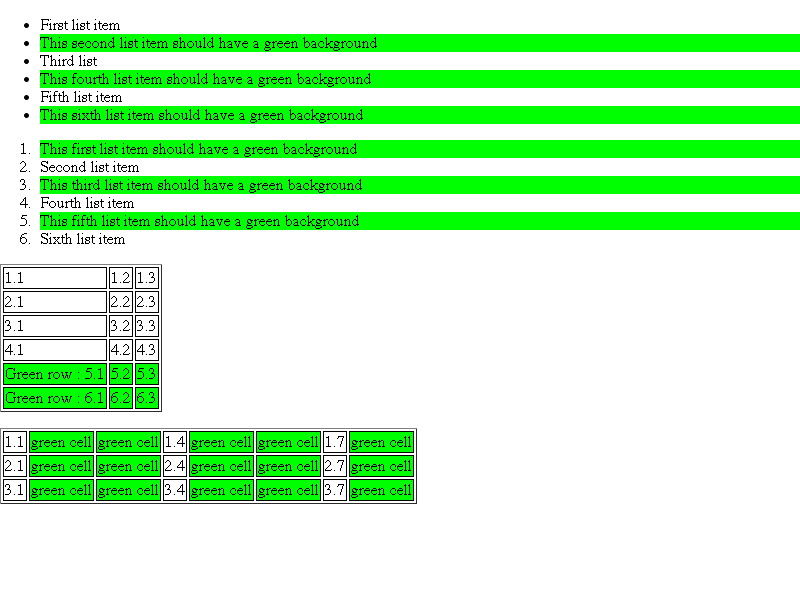 • First list item
• This second list item should have a green background
• Third list
• This fourth list item should have a green background
• Fifth list item
• This sixth list item should have a green background
1. This first list item should have a green background
2. Second list item
3. This third list item should have a green background
4. Fourth list item
5. This fifth list item should have a green background
6. Sixth list item
1.1 1.2 1.3
2.1 2.2 2.3
3.1 3.2 3.3
4.1 4.2 4.3
Green row : 5.1 5.2 5.3
Green row : 6.1 6.2 6.3
1.1 green cell green cell 1.4 green cell green cell 1.7 green cell
2.1 green cell green cell 2.4 green cell green cell 2.7 green cell
3.1 green cell green cell 3.4 green cell green cell 3.7 green cell